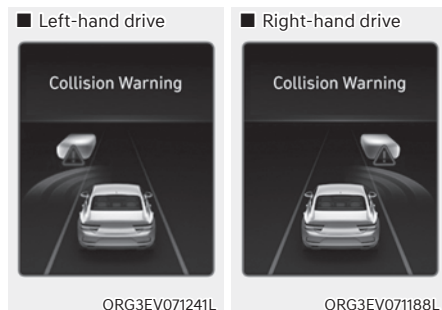 ■ Left-hand drive
Collision Warning
ORG3EV071241L
■ Right-hand drive
Collision Warning
ORG3EV071188L